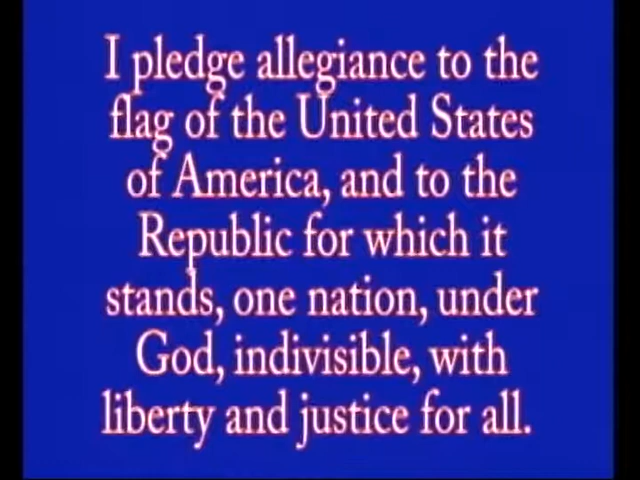 I pledge allegiance to the
flag of the United States
of America, and to the
Republic for which it
stands, one nation, under
God, indivisible, with
liberty and justice for all.